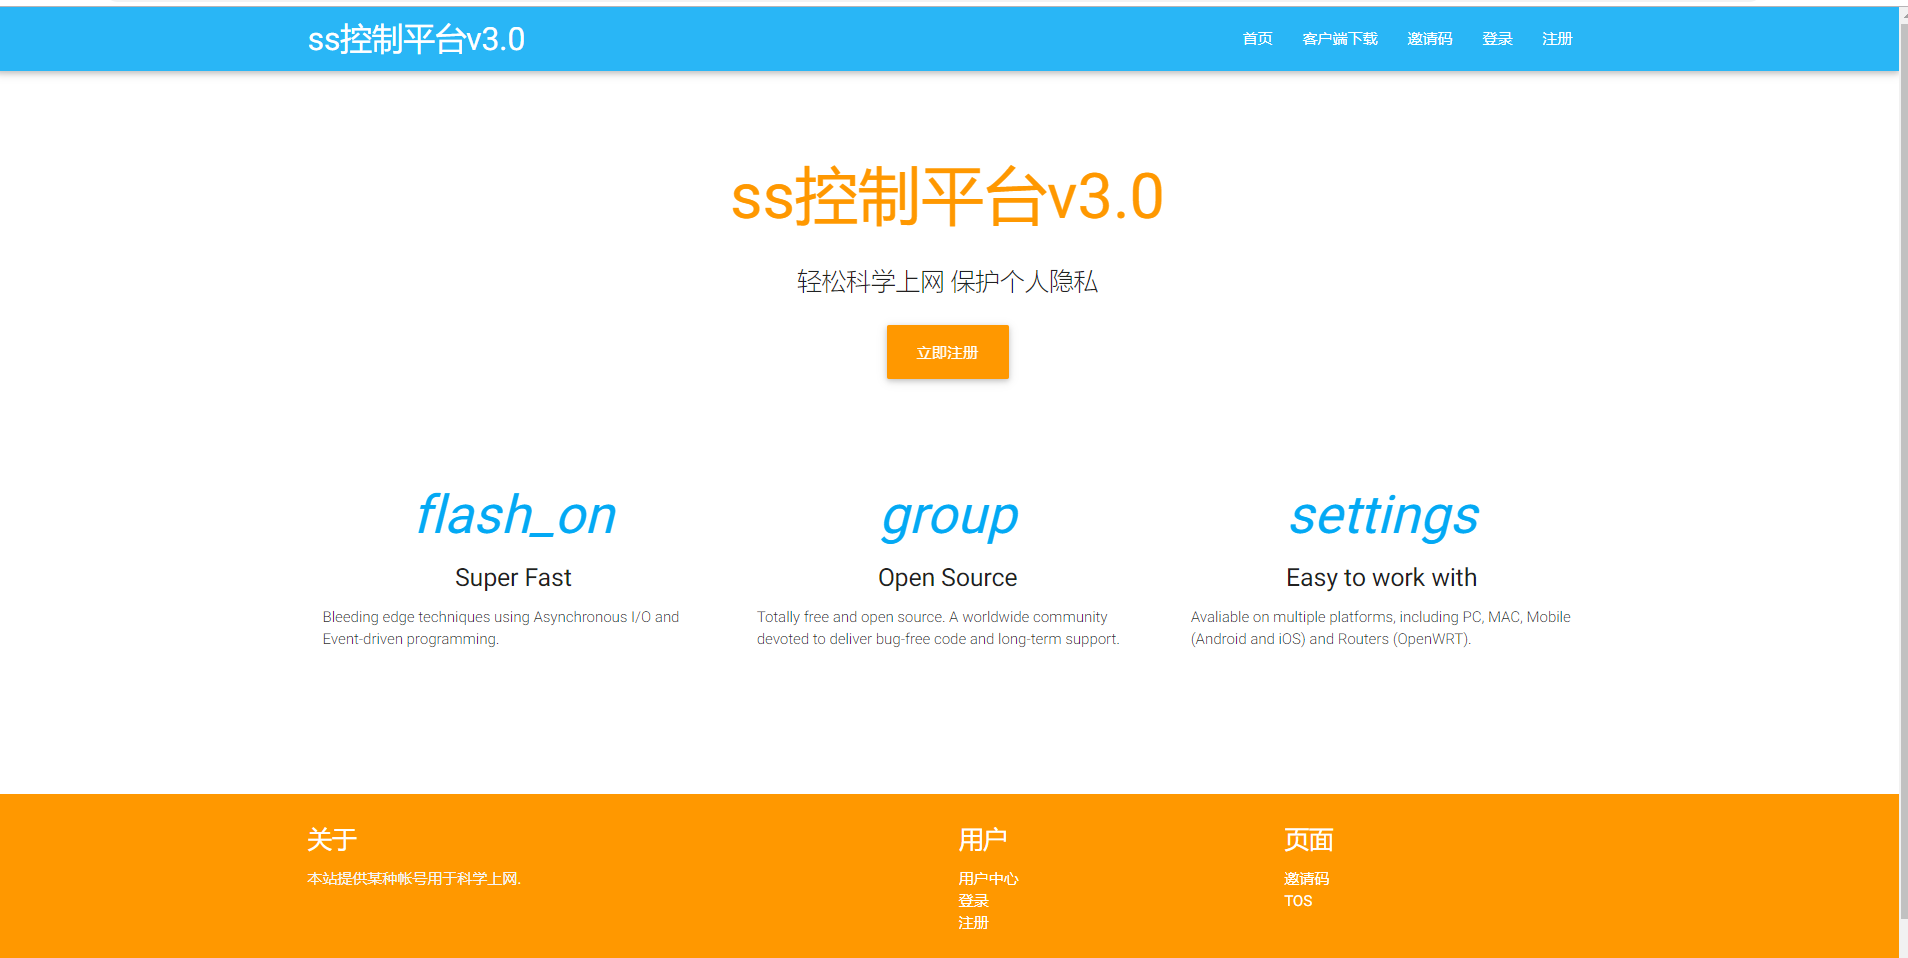 ss控制平台v3.0
首页 客户端下载 邀请码 登录 注册
ss控制平台v3.0
轻松科学上网 保护个人隐私
立即注册
flash_on
Super Fast
Bleeding edge techniques using Asynchronous I/O and
Event-driven programming.
group
Open Source
Totally free and open source. A worldwide community
devoted to deliver bug-free code and long-term support.
settings
Easy to work with
Avaliable on multiple platforms, including PC, MAC, Mobile
(Android and iOS) and Routers (OpenWRT).
关于
本站提供某种帐号用于科学上网.
用户
用户中心
登录
注册
页面
邀请码
TOS